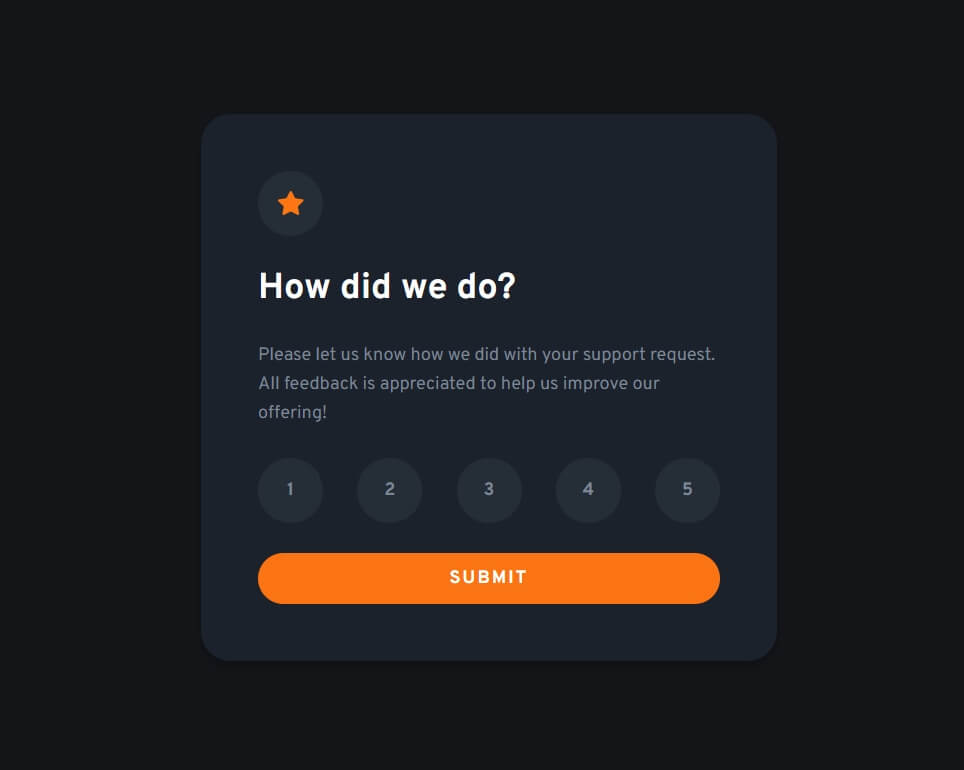 How did we do?
Please let us know how we did with your support request.
All feedback is appreciated to help us improve our
offering!
1 2 3 4 5
SUBMIT